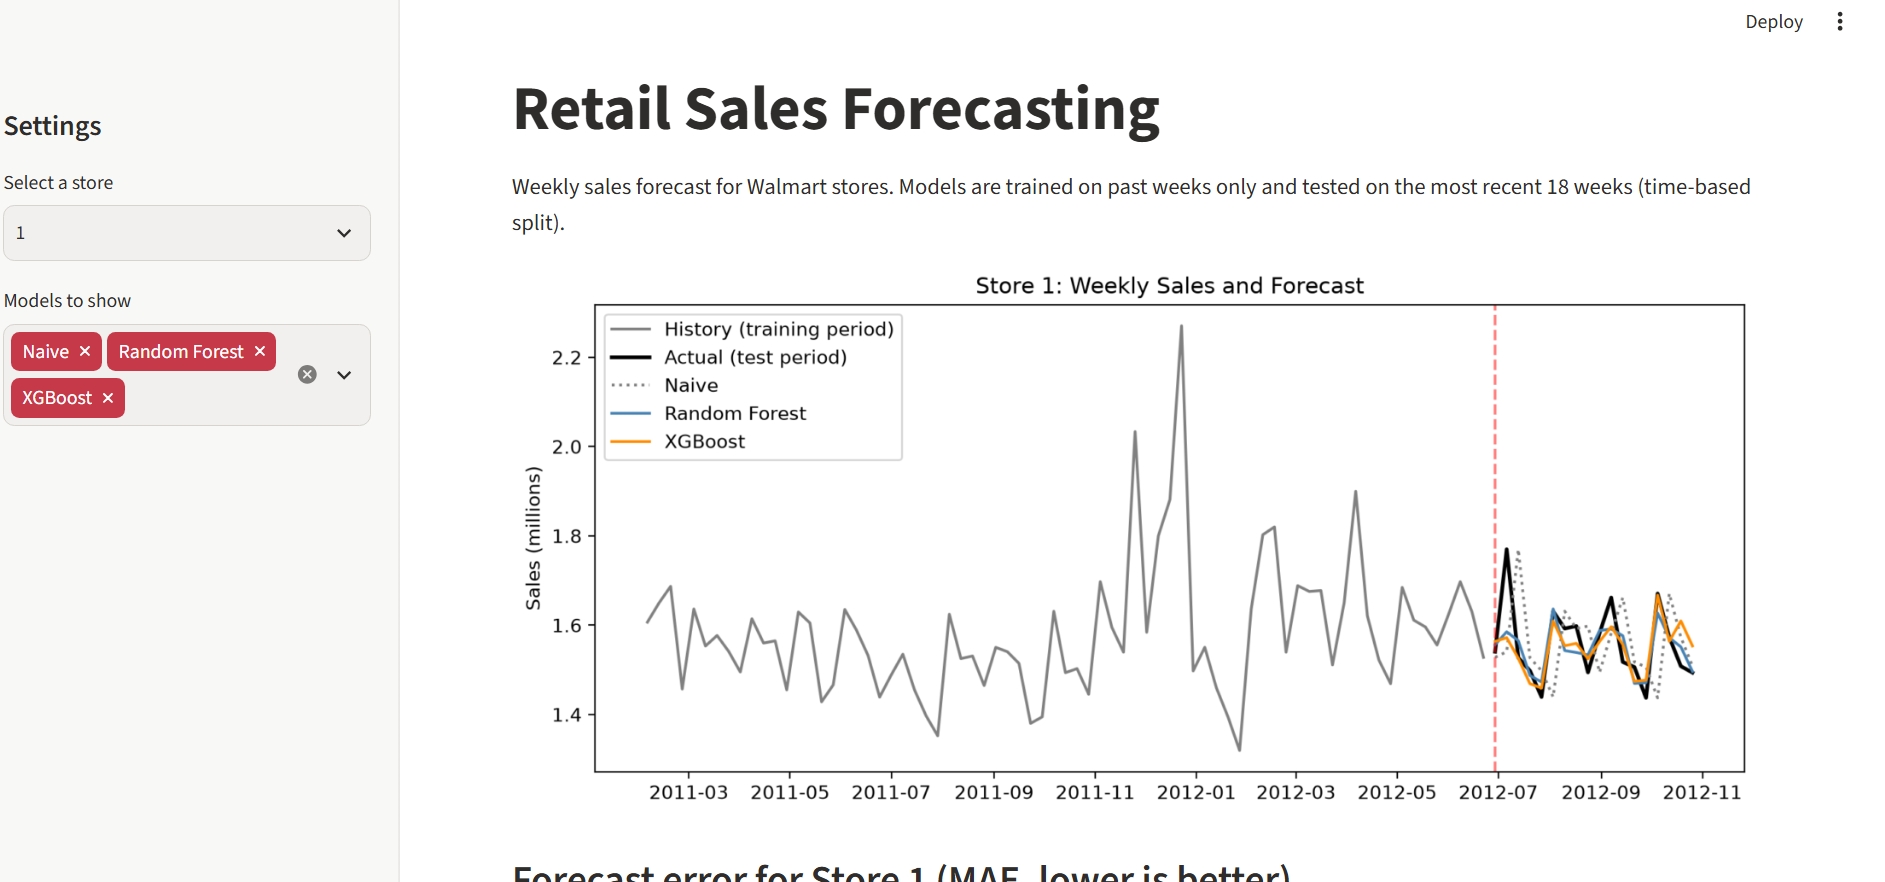 Deploy
Settings
Select a store
1
Models to show
Naive
Random Forest
XGBoost
Retail Sales Forecasting
Weekly sales forecast for Walmart stores. Models are trained on past weeks only and tested on the most recent 18 weeks (time-based
split).
Store 1: Weekly Sales and Forecast
History (training period)
Actual (test period)
Naive
Random Forest
XGBoost
Sales (millions)
2.2
2.0
1.8
1.6
1.4
2011-03
2011-05
2011-07
2011-09
2011-11
2012-01
2012-03
2012-05
2012-07
2012-09
2012-11
Forecast error for Store 1 (MAE, lower is better)